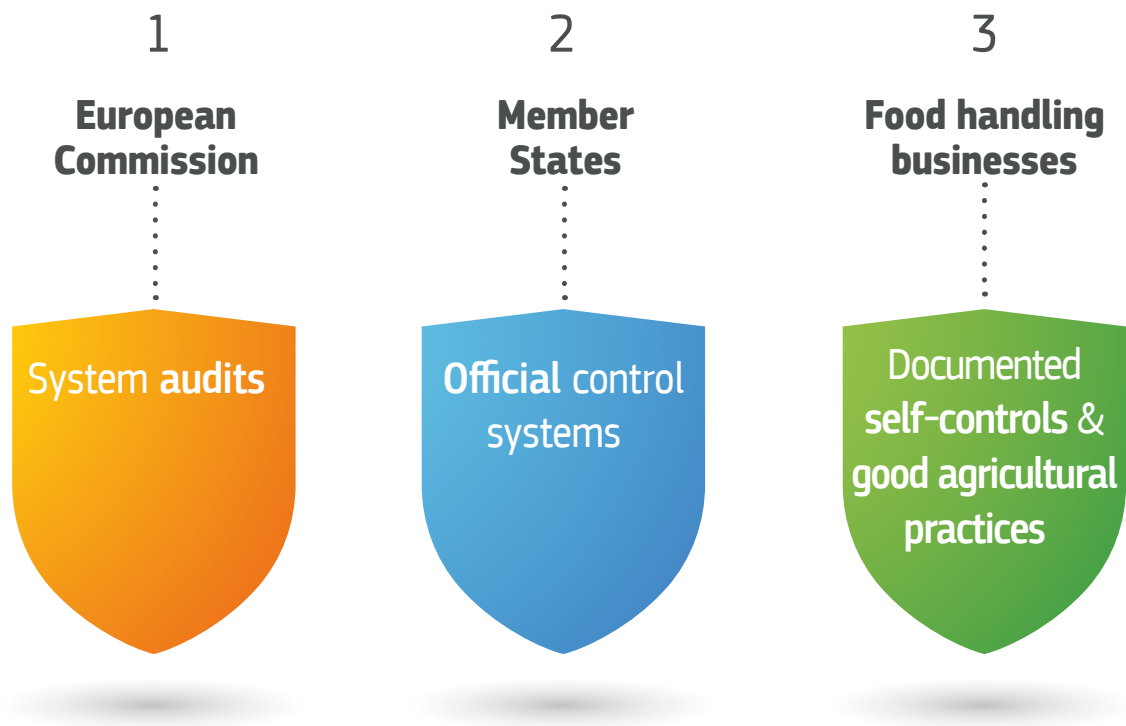 1
European
Commission
System audits
2
Member
States
Official control
systems
3
Food handling
businesses
Documented
self-controls &
good agricultural
practices